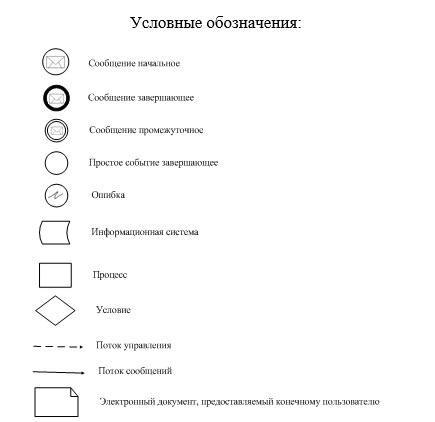 Условные обозначения:
Сообщение начальное
Сообщение завершающее
Сообщение промежуточное
Простое событие завершающее
Ошибка
Информационная система
Процесс
Условие
Поток управления
Поток сообщений
Электронный документ, предоставляемый конечному пользователю